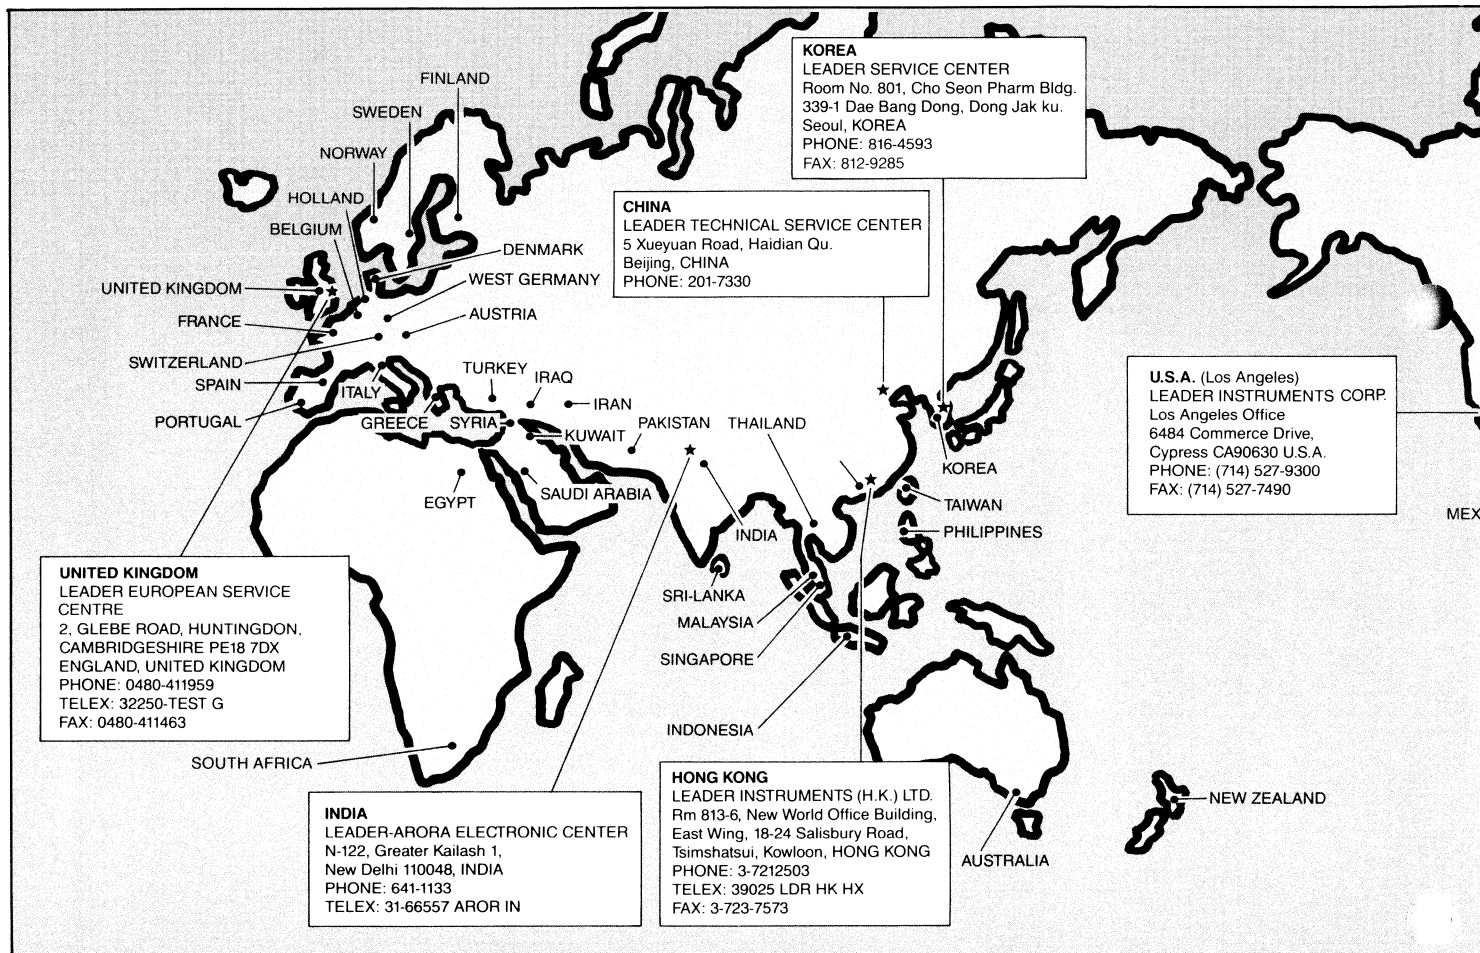 KOREA
LEADER SERVICE CENTER
Room No. 801, Cho Seon Pharm Bldg.
339-1 Dae Bang Dong, Dong Jak ku.
Seoul, KOREA
PHONE: 816-4593
FAX: 812-9285
FINLAND
SWEDEN
NORWAY
HOLLAND
BELGIUM
DENMARK
WEST GERMANY
UNITED KINGDOM
FRANCE
AUSTRIA
SWITZERLAND
SPAIN
PORTUGAL
ITALY
GREECE
TURKEY
SYRIA
IRAQ
IRAN
KUWAIT
PAKISTAN
THAILAND
EGYPT
SAUDI ARABIA
INDIA
SRI-LANKA
MALAYSIA
SINGAPORE
INDONESIA
KOREA
TAIWAN
PHILIPPINES
SOUTH AFRICA
AUSTRALIA
NEW ZEALAND
MEX
CHINA
LEADER TECHNICAL SERVICE CENTER
5 Xueyuan Road, Haidian Qu.
Beijing, CHINA
PHONE: 201-7330
U.S.A. (Los Angeles)
LEADER INSTRUMENTS CORP.
Los Angeles Office
6484 Commerce Drive,
Cypress CA90630 U.S.A.
PHONE: (714) 527-9300
FAX: (714) 527-7490
UNITED KINGDOM
LEADER EUROPEAN SERVICE
CENTRE
2, GLEBE ROAD, HUNTINGDON,
CAMBRIDGESHIRE PE18 7DX
ENGLAND, UNITED KINGDOM
PHONE: 0480-411959
TELEX: 32250-TEST G
FAX: 0480-411463
INDIA
LEADER-ARORA ELECTRONIC CENTER
N-122, Greater Kailash 1,
New Delhi 110048, INDIA
PHONE: 641-1133
TELEX: 31-66557 AROR IN
HONG KONG
LEADER INSTRUMENTS (H.K.) LTD.
Rm 813-6, New World Office Building,
East Wing, 18-24 Salisbury Road,
Tsimshatsui, Kowloon, HONG KONG
PHONE: 3-7212503
TELEX: 39025 LDR HK HX
FAX: 3-723-7573